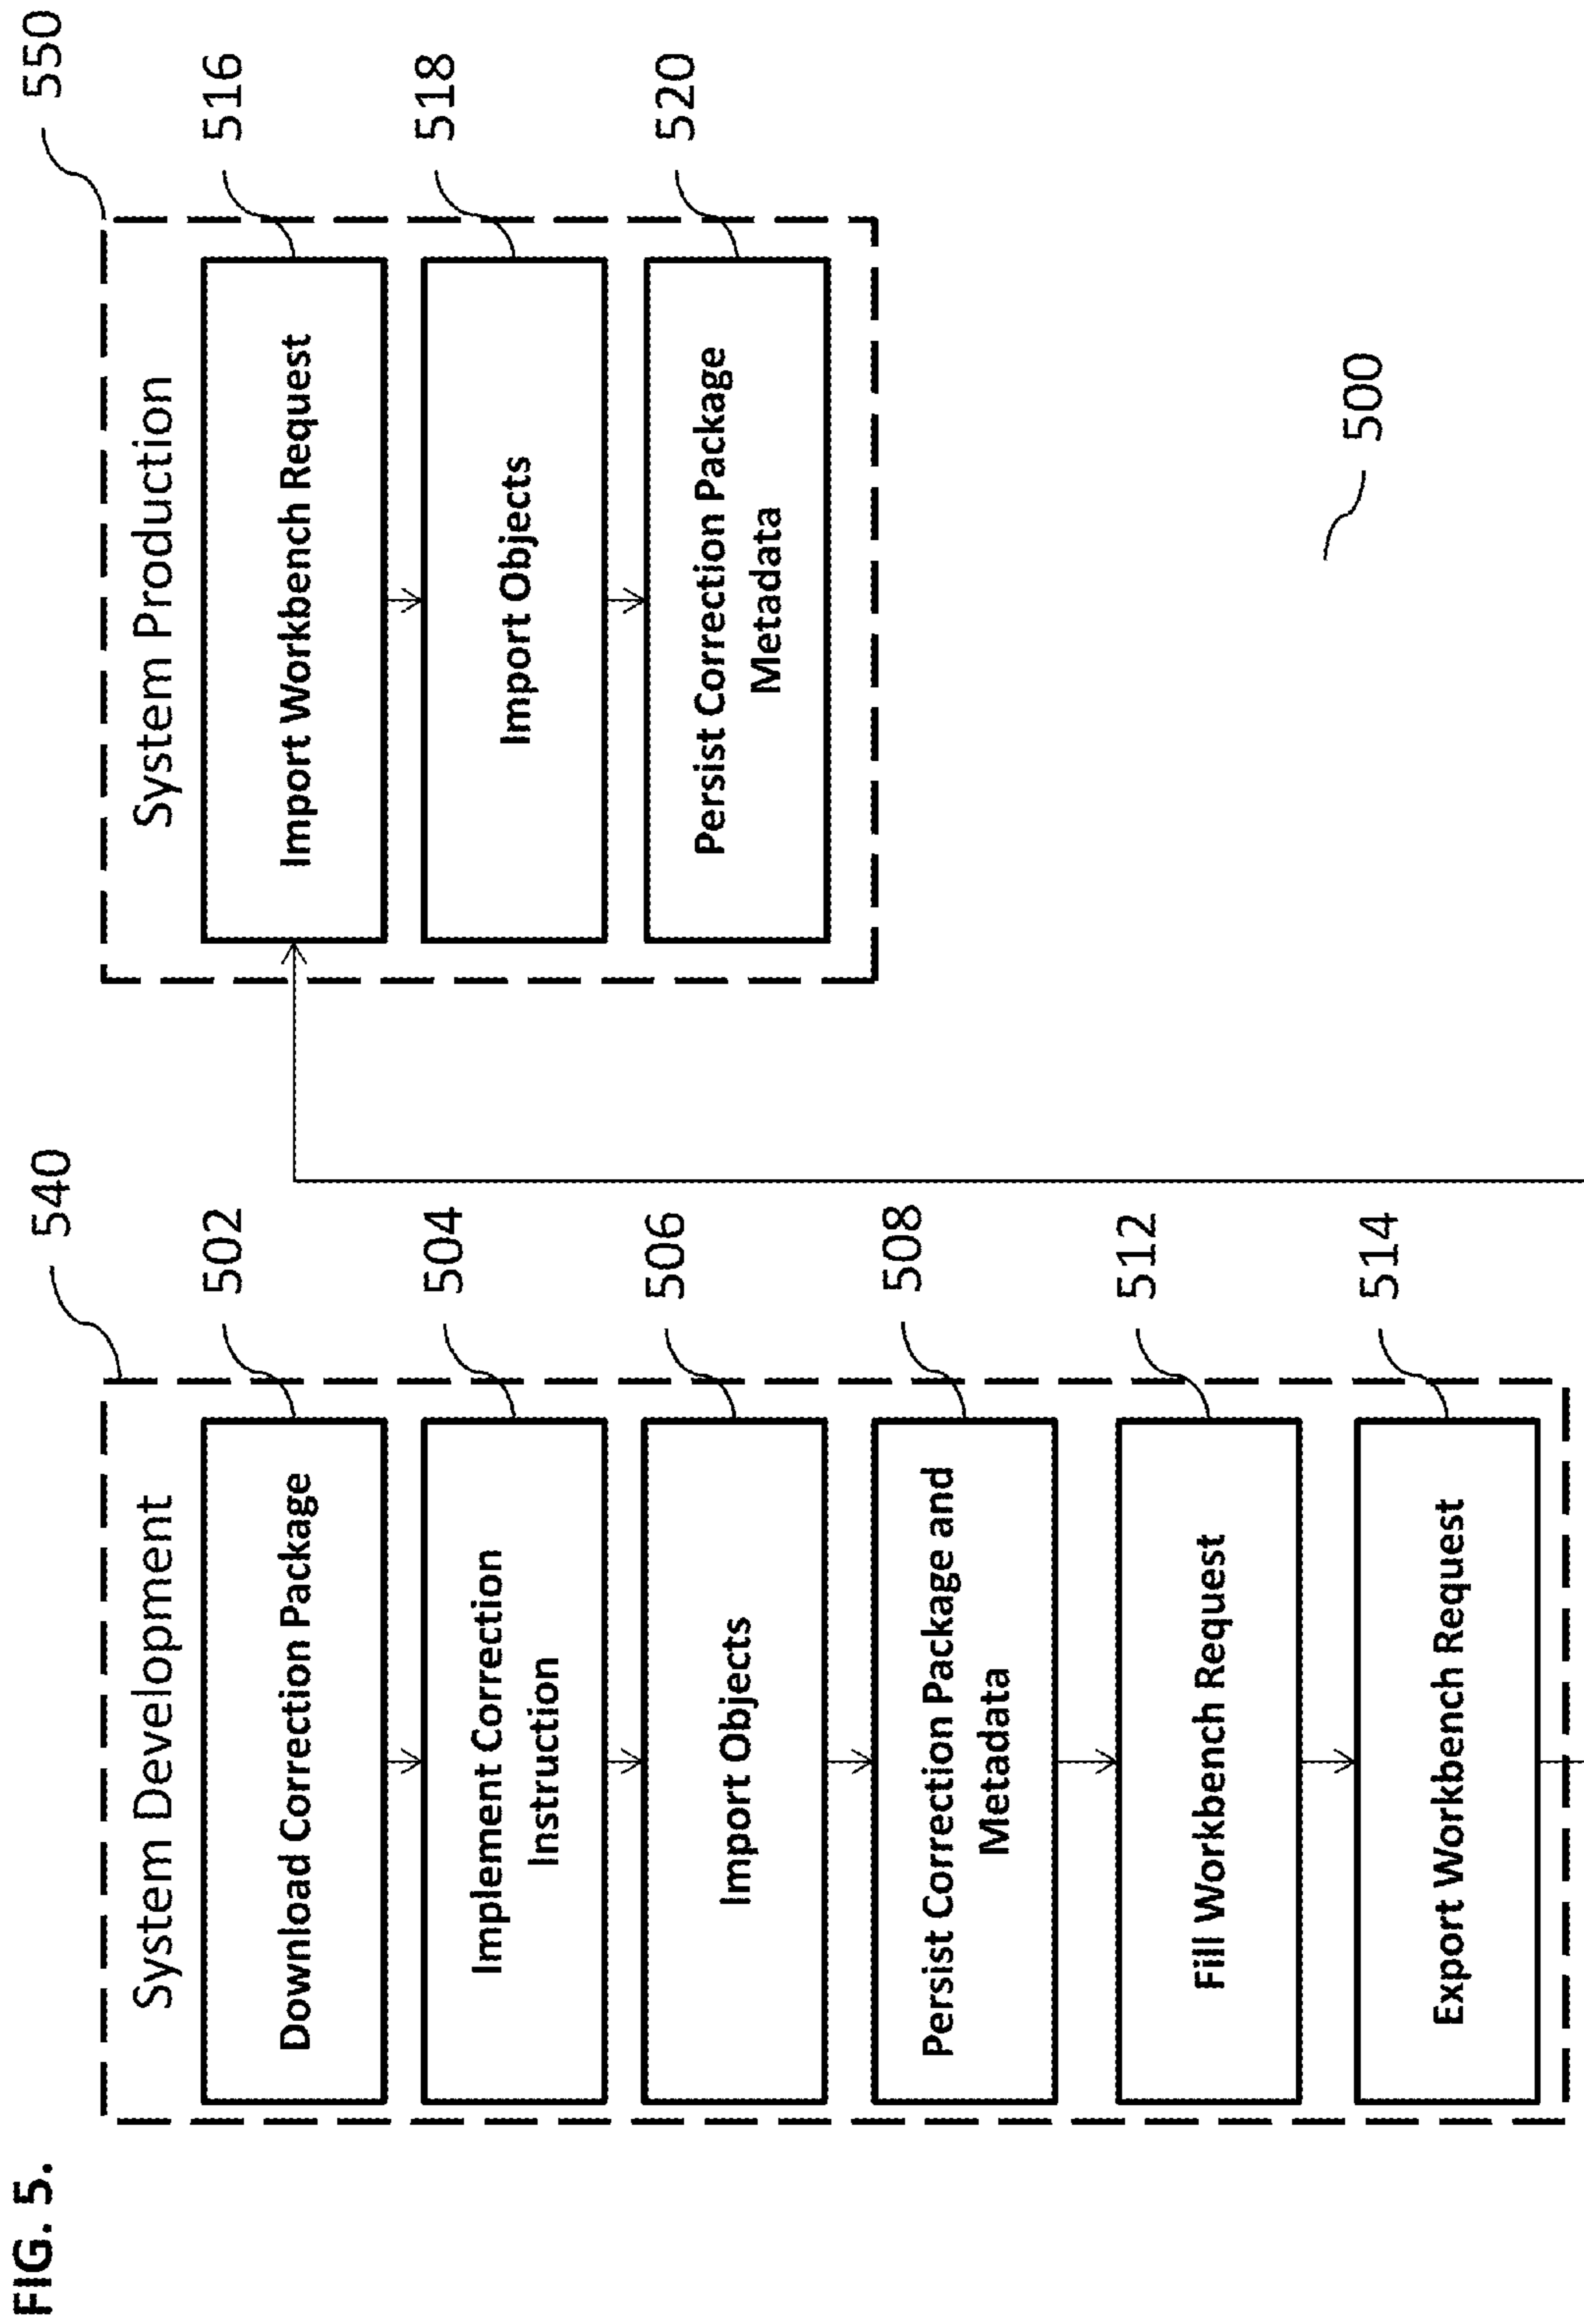 FIG. 5.
540
System Development
502
Download Correction Package
504
Implement Correction
Instruction
506
Import Objects
508
Persist Correction Package and
Metadata
512
Fill Workbench Request
514
Export Workbench Request
550
System Production
516
Import Workbench Request
518
Import Objects
520
Persist Correction Package
Metadata
500